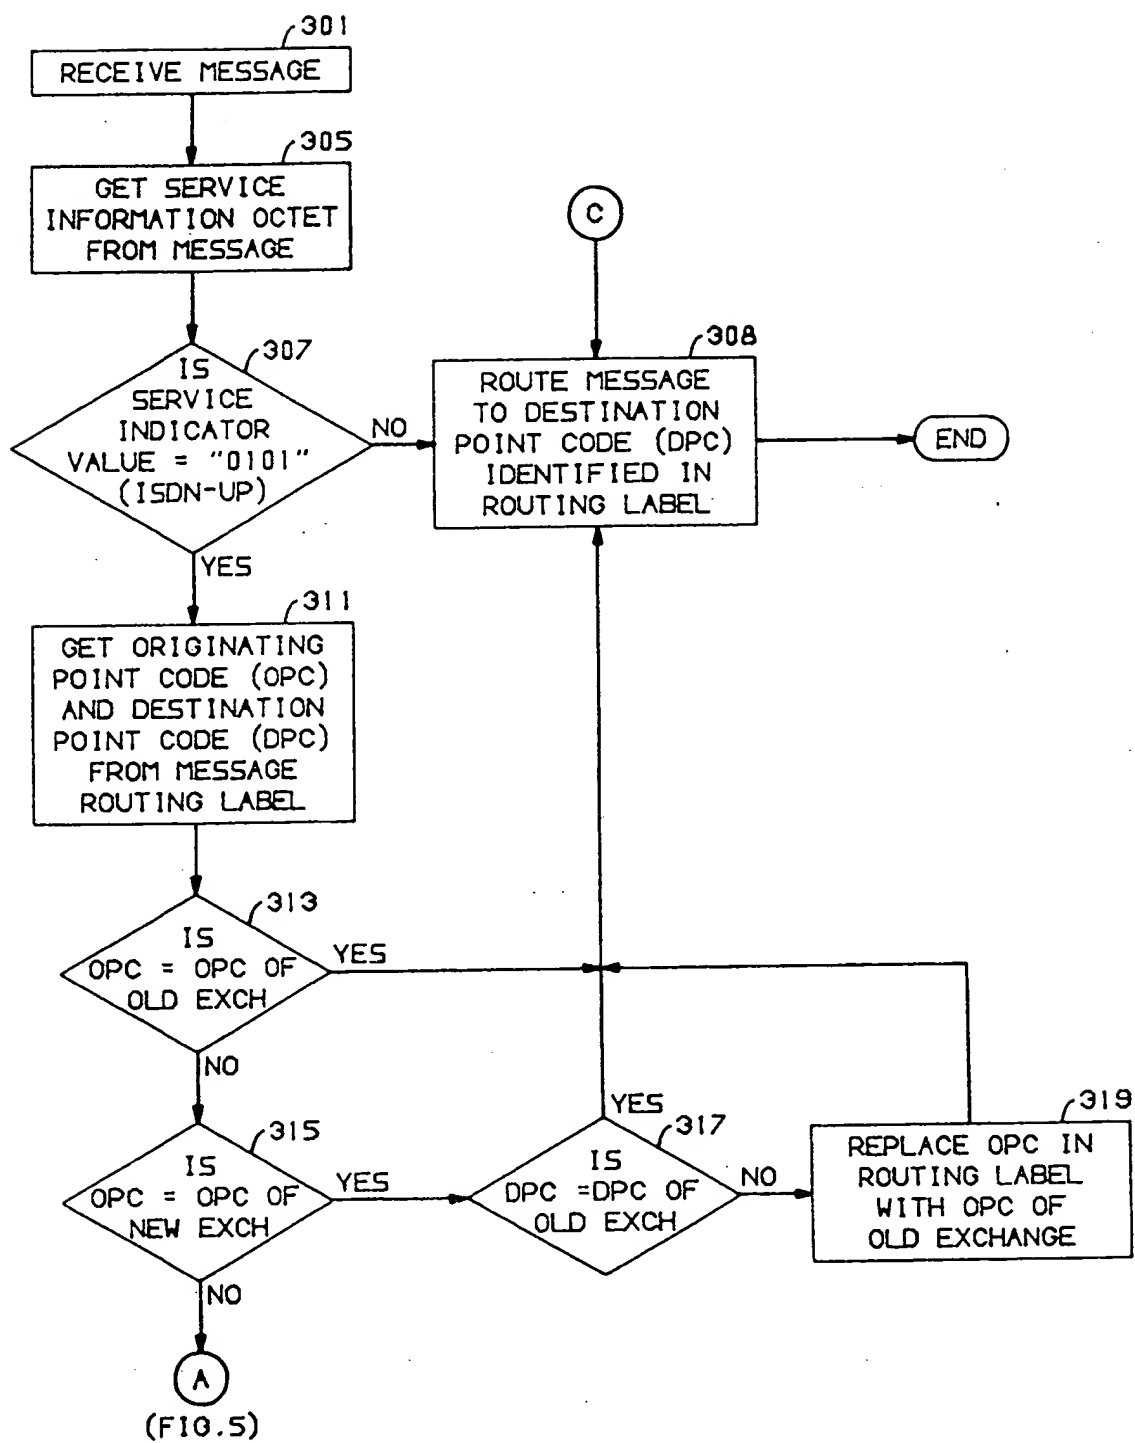 301
RECEIVE MESSAGE
305
GET SERVICE
INFORMATION OCTET
FROM MESSAGE
C
307
IS
SERVICE
INDICATOR
VALUE = "0101"
(ISDN-UP)
NO
YES
308
ROUTE MESSAGE
TO DESTINATION
POINT CODE (DPC)
IDENTIFIED IN
ROUTING LABEL
END
311
GET ORIGINATING
POINT CODE (OPC)
AND DESTINATION
POINT CODE (DPC)
FROM MESSAGE
ROUTING LABEL
313
IS
OPC = OPC OF
OLD EXCH
YES
NO
315
IS
OPC = OPC OF
NEW EXCH
YES
NO
317
YES
IS
DPC =DPC OF
OLD EXCH
NO
319
REPLACE OPC IN
ROUTING LABEL
WITH OPC OF
OLD EXCHANGE
A
(FIG.5)